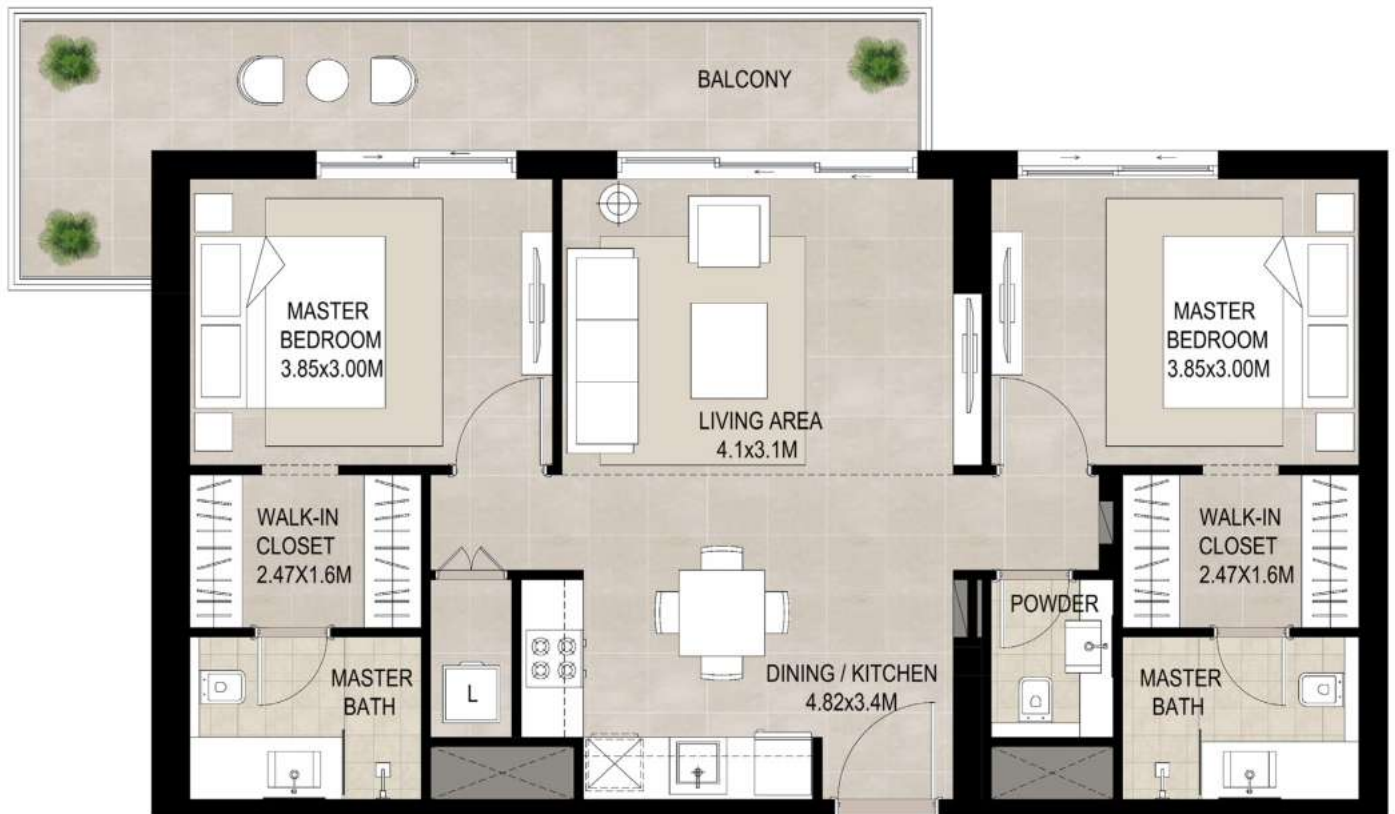 BALCONY
MASTER
BEDROOM
3.85x3.00M
LIVING AREA
4.1x3.1M
MASTER
BEDROOM
3.85x3.00M
WALK-IN
CLOSET
2.47X1.6M
WALK-IN
CLOSET
2.47X1.6M
POWDER
DINING / KITCHEN
4.82x3.4M
MASTER
BATH
L
MASTER
BATH